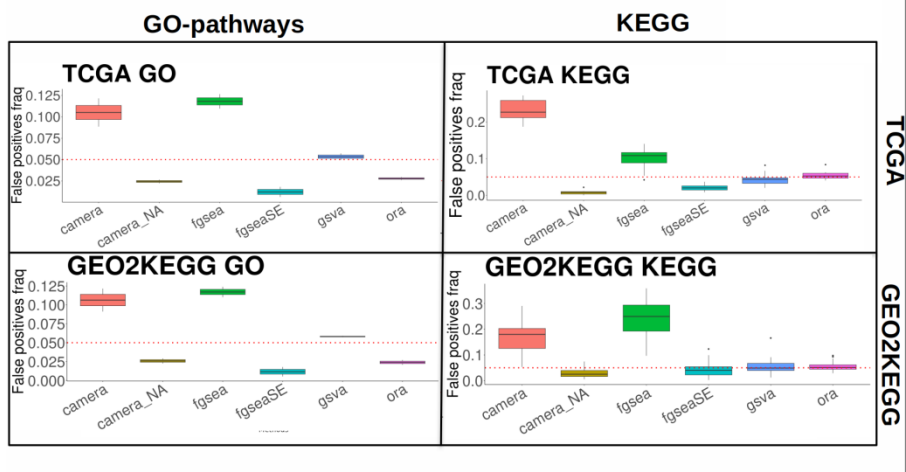 GO-pathways
KEGG
TCGA GO
False positives fraq
0.125
0.100
0.075
0.050
0.025
camera
camera_NA
fgsea
fgseaSE
gsva
ora
TCGA KEGG
False positives fraq
0.2
0.1
0.0
camera
camera_NA
fgsea
fgseaSE
gsva
ora
TCGA
GEO2KEGG GO
False positives fraq
0.125
0.100
0.075
0.050
0.025
0.000
camera
camera_NA
fgsea
fgseaSE
gsva
ora
GEO2KEGG KEGG
False positives fraq
0.3
0.2
0.1
0.0
camera
camera_NA
fgsea
fgseaSE
gsva
ora
GEO2KEGG